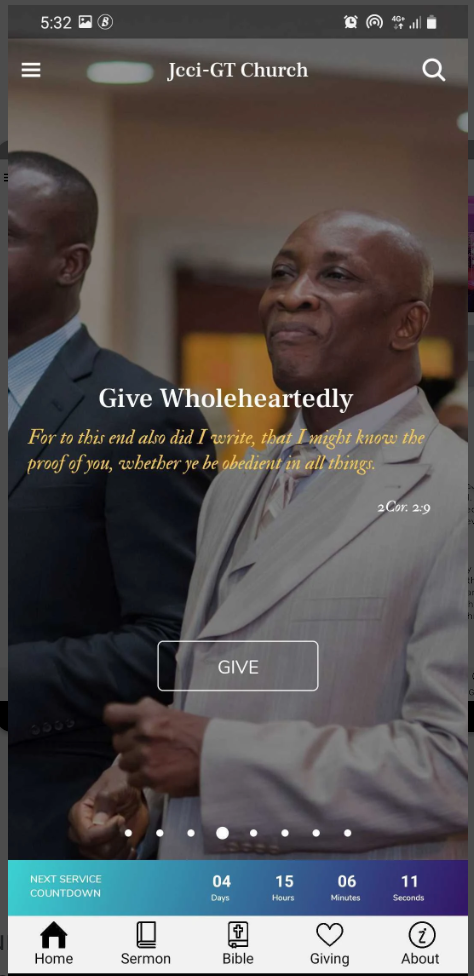 5:32
4G+
Jcci-GT Church
Give Wholeheartedly
For to this end also did I write, that I might know the
proof of you, whether ye be obedient in all things.
2Cor. 2:9
GIVE
NEXT SERVICE
COUNTDOWN
04 15 06 11
Days Hours Minutes Seconds
Home Sermon Bible Giving About